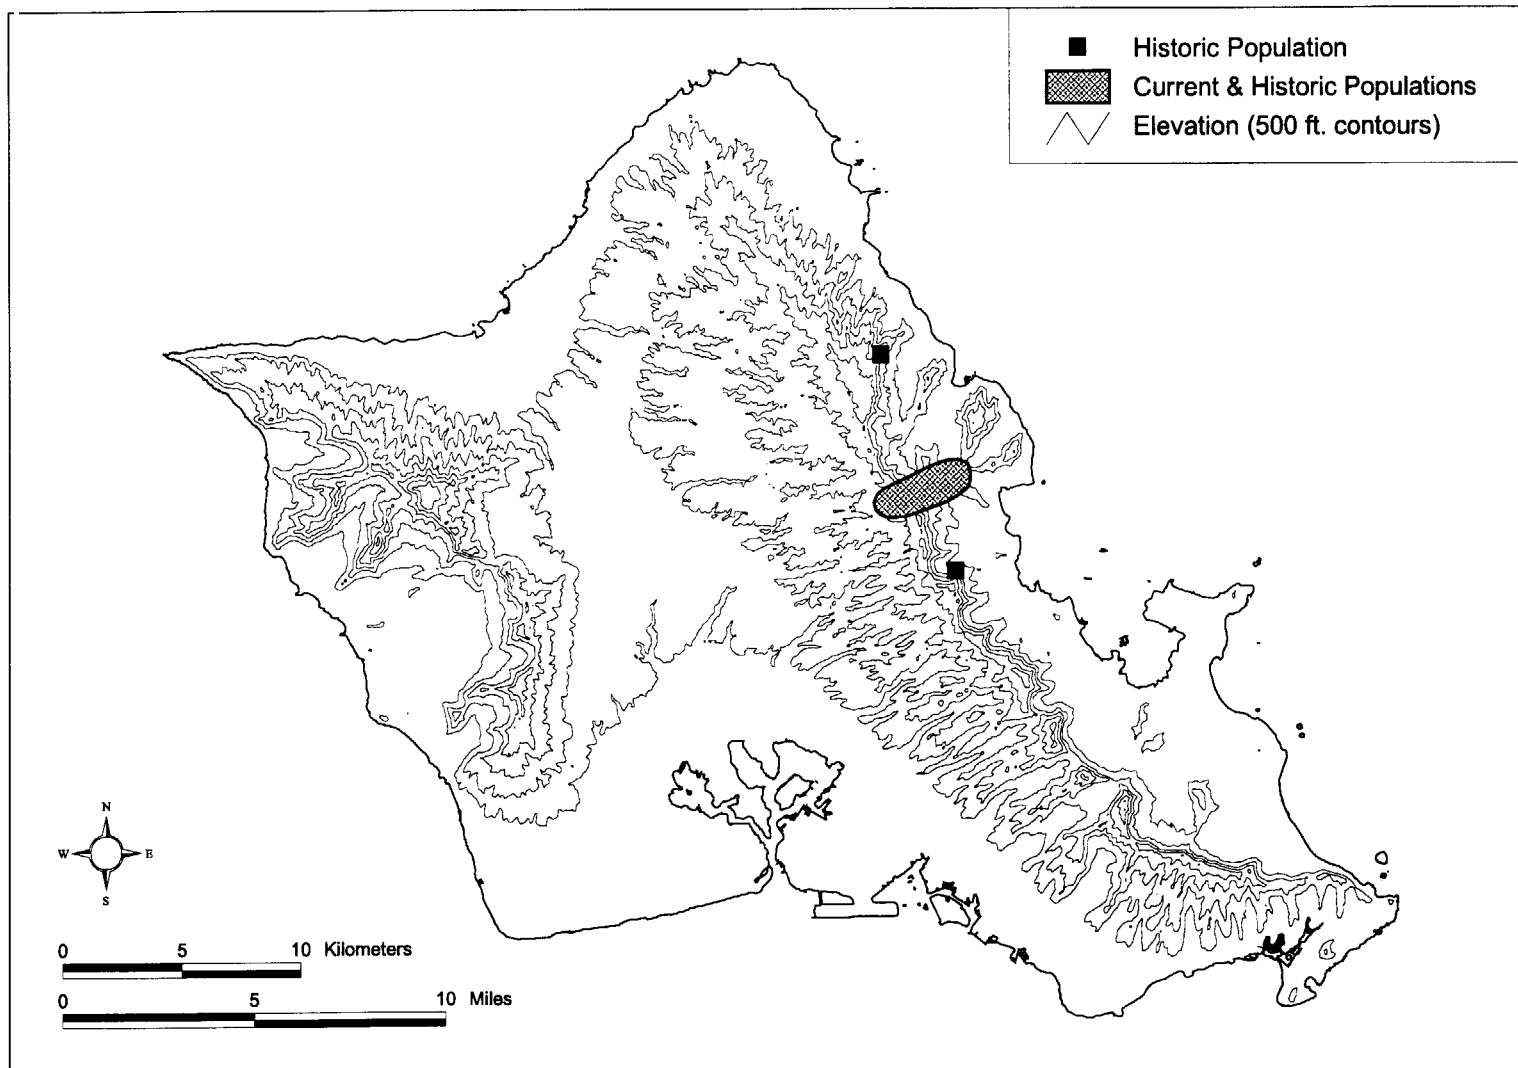 Historic Population
Current & Historic Populations
Elevation (500 ft. contours)
N
W E
S
0 5 10 Kilometers
0 5 10 Miles